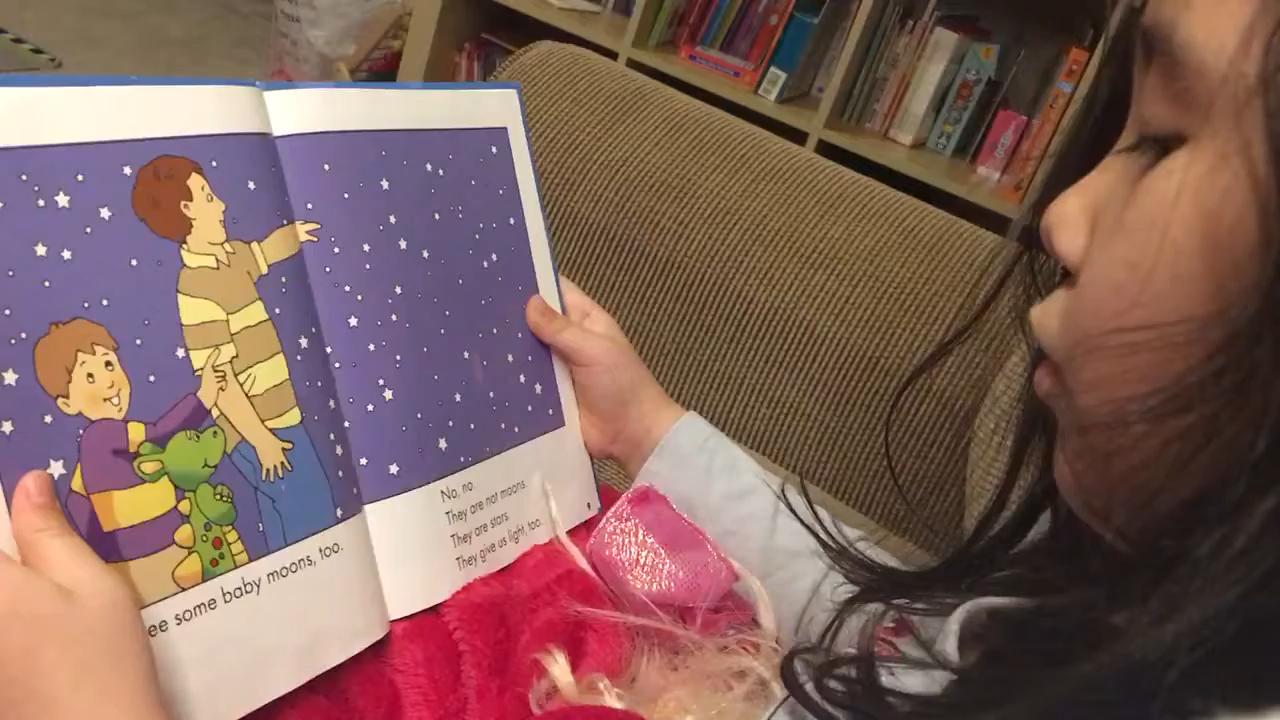 ee some baby moons, too.
No, no.
They are not moons.
They are stars.
They give us light, too.
9